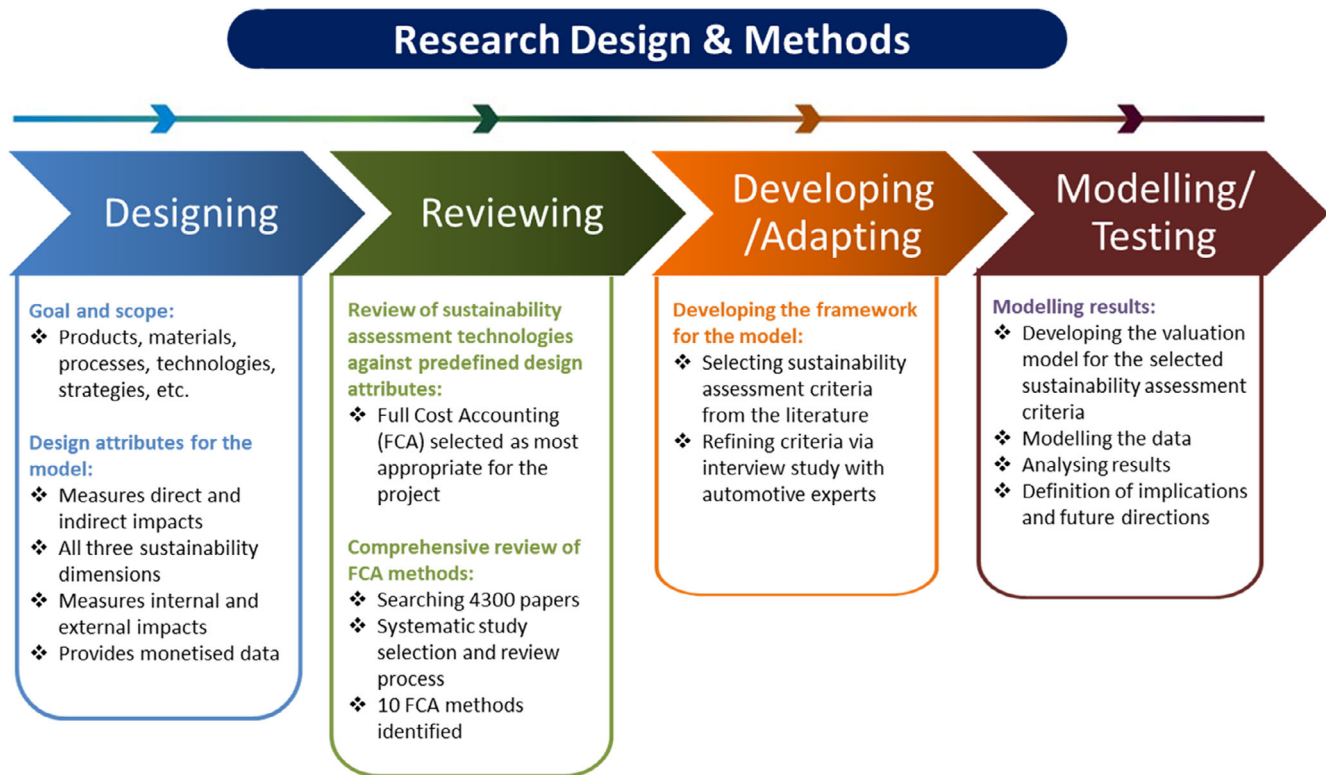 Research Design & Methods
Designing
Goal and scope:
❖ Products, materials,
processes, technologies,
strategies, etc.
Design attributes for the
model:
❖ Measures direct and
indirect impacts
❖ All three sustainability
dimensions
❖ Measures internal and
external impacts
❖ Provides monetised data
Reviewing
Review of sustainability
assessment technologies
against predefined design
attributes:
❖ Full Cost Accounting
(FCA) selected as most
appropriate for the
project
Comprehensive review of
FCA methods:
❖ Searching 4300 papers
❖ Systematic study
selection and review
process
❖ 10 FCA methods
identified
Developing
/Adapting
Developing the framework
for the model:
❖ Selecting sustainability
assessment criteria
from the literature
❖ Refining criteria via
interview study with
automotive experts
Modelling/
Testing
Modelling results:
❖ Developing the valuation
model for the selected
sustainability assessment
criteria
❖ Modelling the data
❖ Analysing results
❖ Definition of implications
and future directions